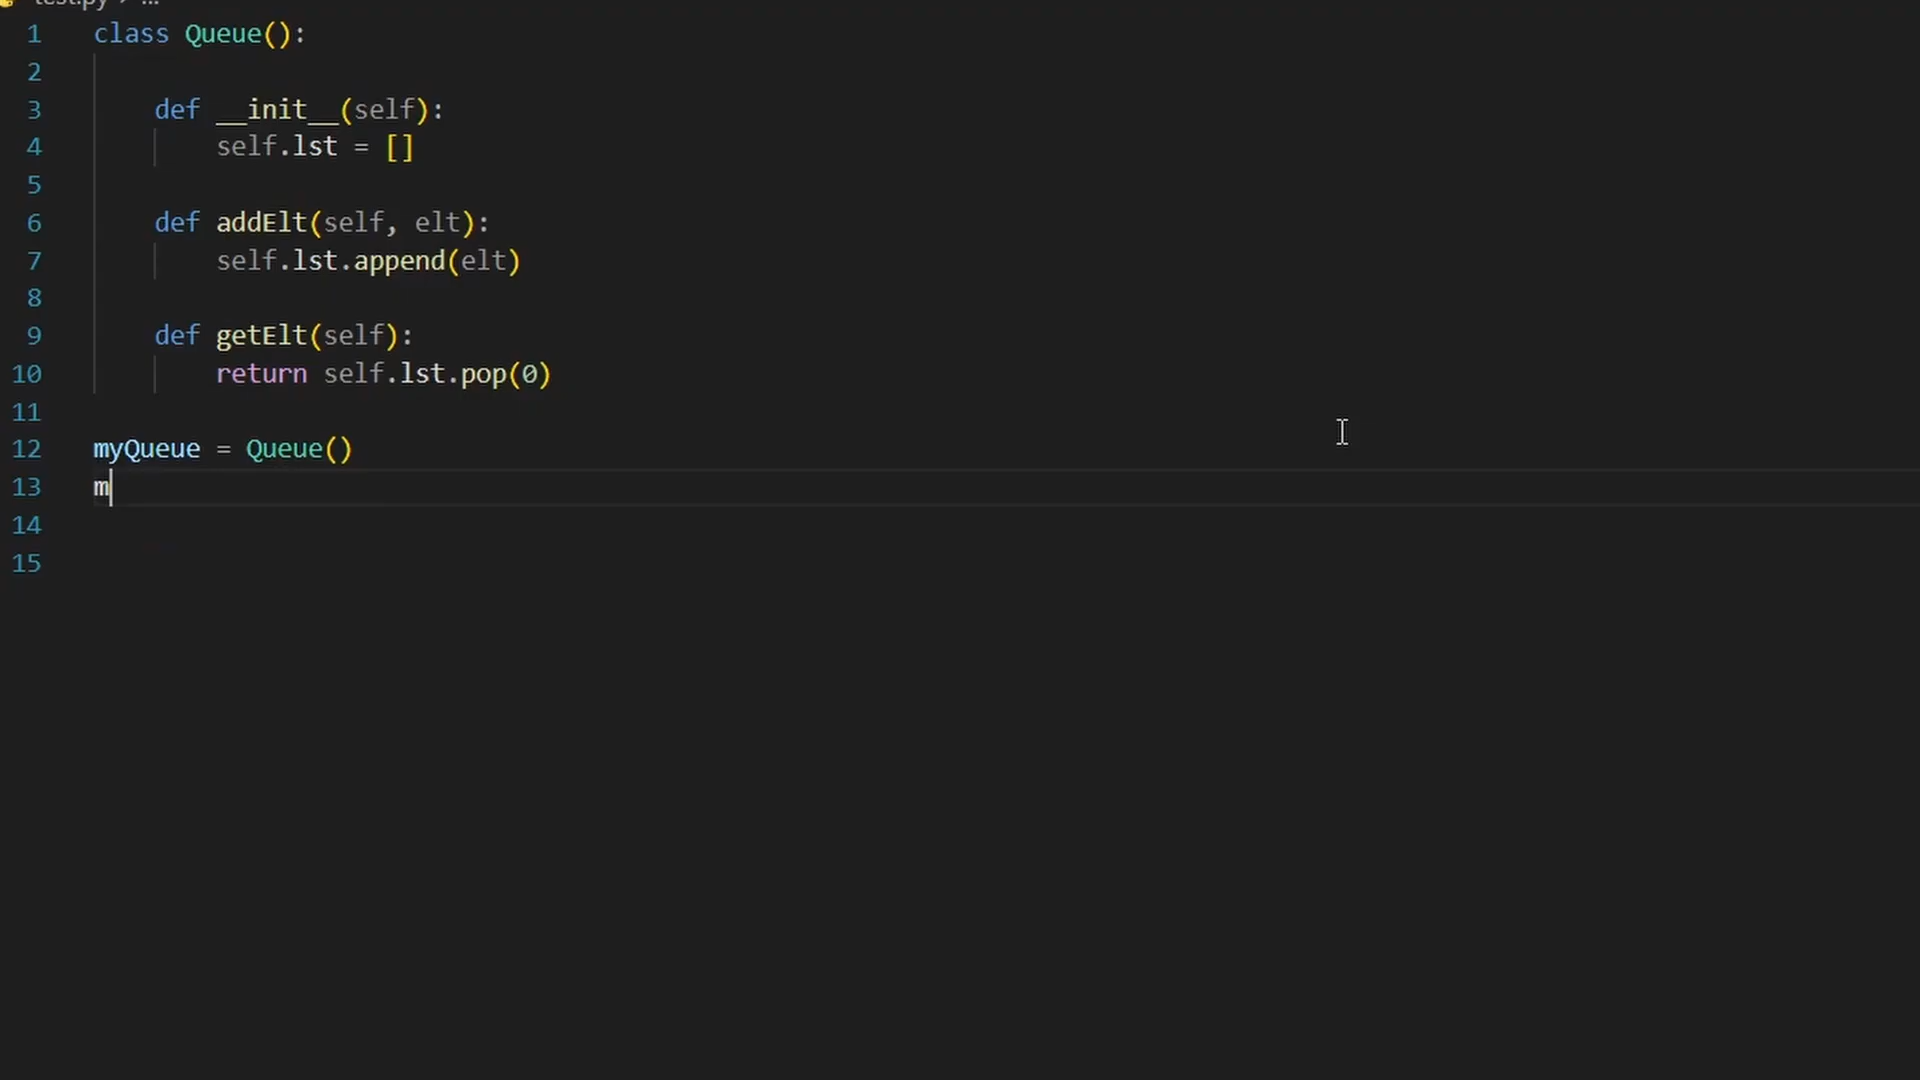 test.py › ...
1 class Queue():
2
3     def __init__(self):
4         self.lst = []
5
6     def addElt(self, elt):
7         self.lst.append(elt)
8
9     def getElt(self):
10         return self.lst.pop(0)
11
12 myQueue = Queue()
13 m
14
15